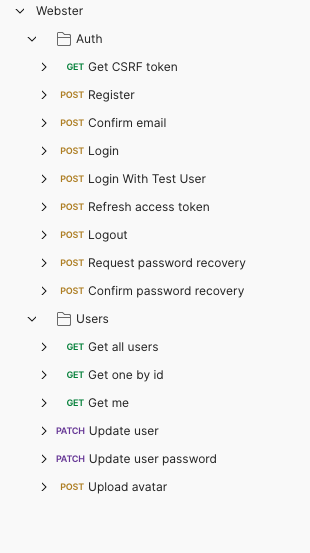 Webster
Auth
GET Get CSRF token
POST Register
POST Confirm email
POST Login
POST Login With Test User
POST Refresh access token
POST Logout
POST Request password recovery
POST Confirm password recovery
Users
GET Get all users
GET Get one by id
GET Get me
PATCH Update user
PATCH Update user password
POST Upload avatar